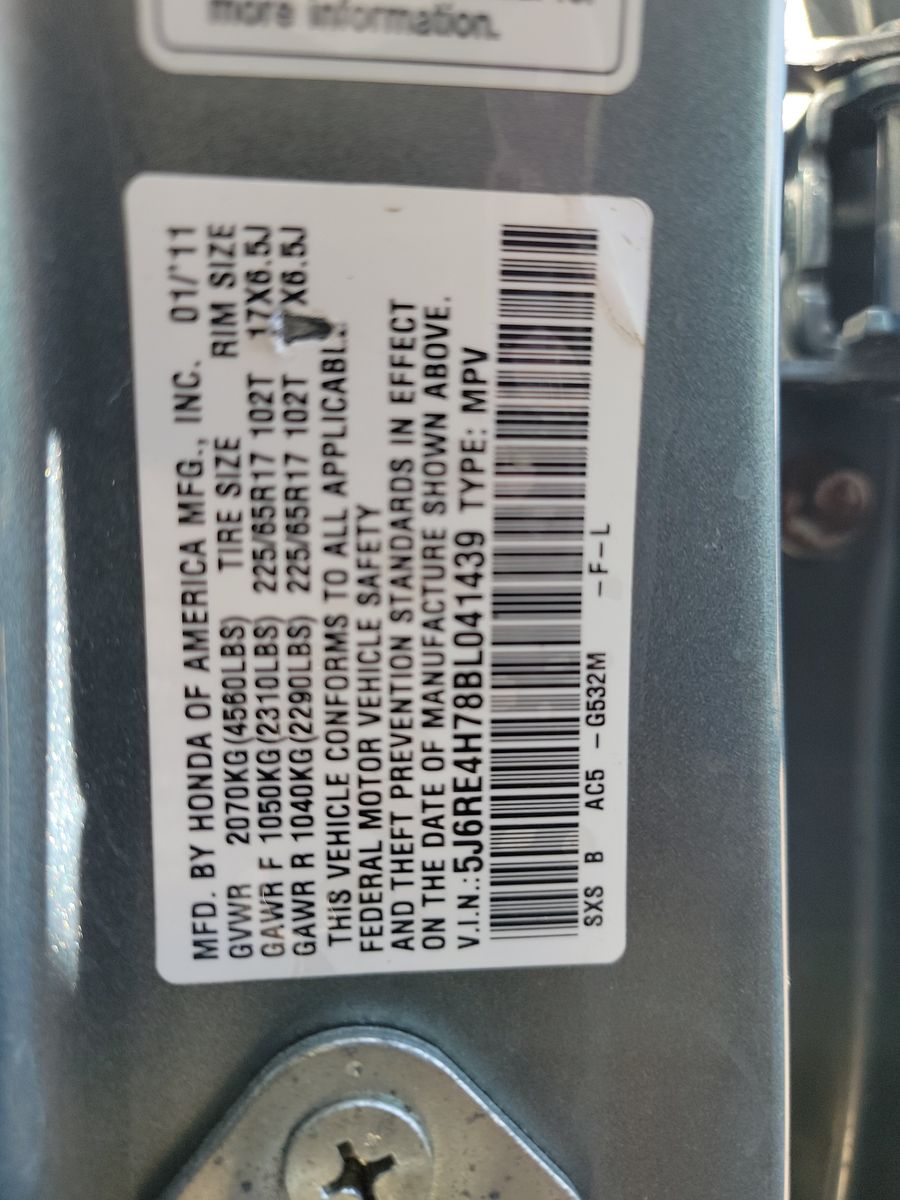 more information.
MFD. BY HONDA OF AMERICA MFG., INC. 01/'11
GVWR 2070KG(4560LBS) TIRE SIZE RIM SIZE
GAWR F 1050KG(2310LBS) 225/65R17 102T 17X6.5J
GAWR R 1040KG(2290LBS) 225/65R17 102T 7X6.5J
THIS VEHICLE CONFORMS TO ALL APPLICABLE
FEDERAL MOTOR VEHICLE SAFETY
AND THEFT PREVENTION STANDARDS IN EFFECT
ON THE DATE OF MANUFACTURE SHOWN ABOVE.
V.I.N.:5J6RE4H78BL041439 TYPE: MPV
SXS B AC5 -G532M -F-L